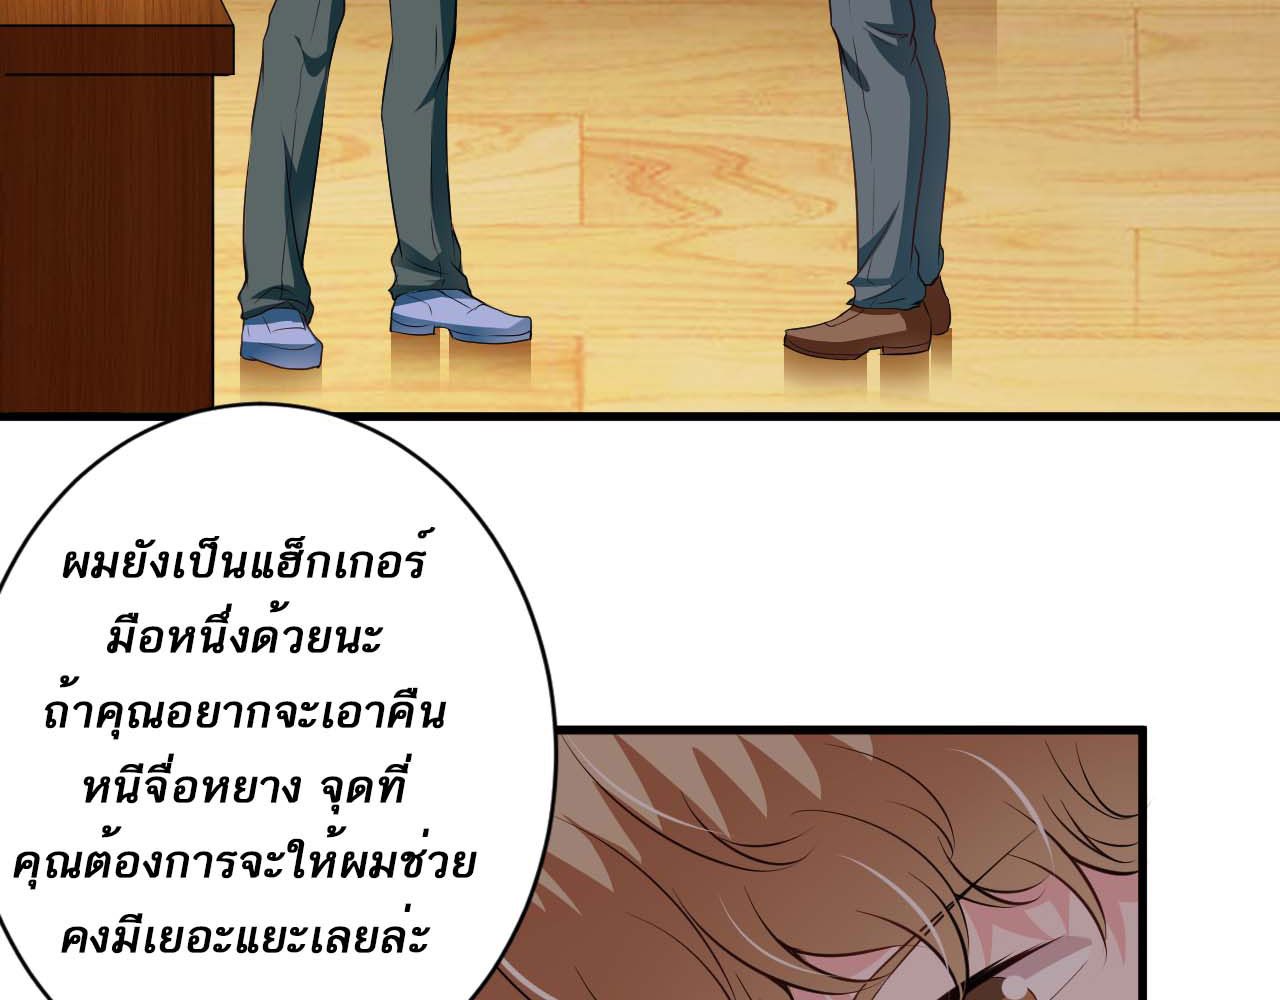 ผมยังเป็นแฮ็กเกอร์
มือหนึ่งด้วยนะ
ถ้าคุณอยากจะเอาคืน
หนีจื่อหยาง จุดที่
คุณต้องการจะให้ผมช่วย
คงมีเยอะแยะเลยล่ะ